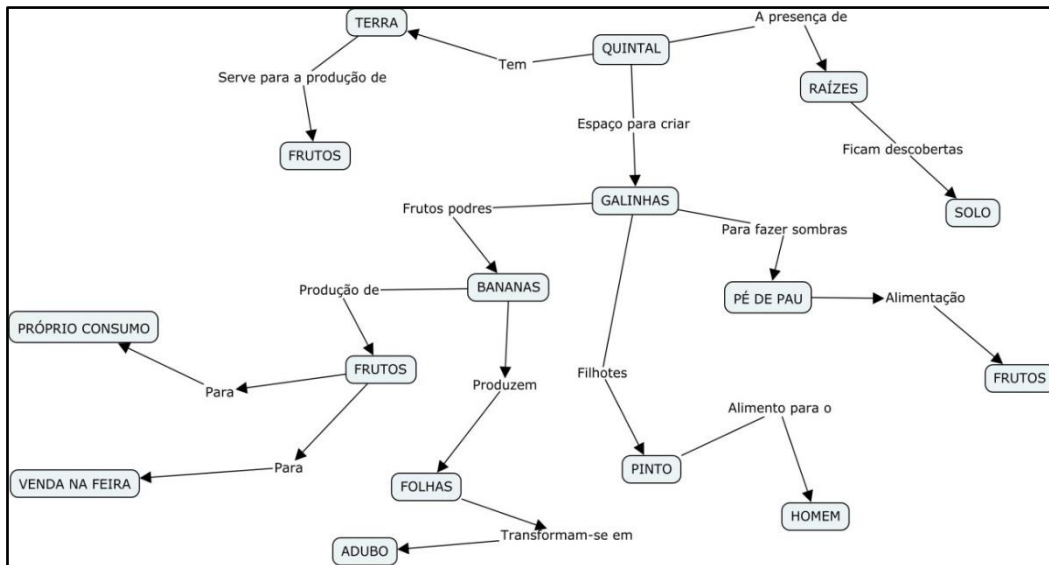 A presença de
TERRA
QUINTAL
Tem
Serve para a produção de
RAÍZES
Espaço para criar
Ficam descobertas
FRUTOS
GALINHAS
Frutos podres
SOLO
Para fazer sombras
Produção de
BANANAS
PÉ DE PAU
Alimentação
PRÓPRIO CONSUMO
FRUTOS
Filhotes
FRUTOS
Para
Produzem
Alimento para o
Para
PINTO
VENDA NA FEIRA
FOLHAS
HOMEM
Transformam-se em
ADUBO